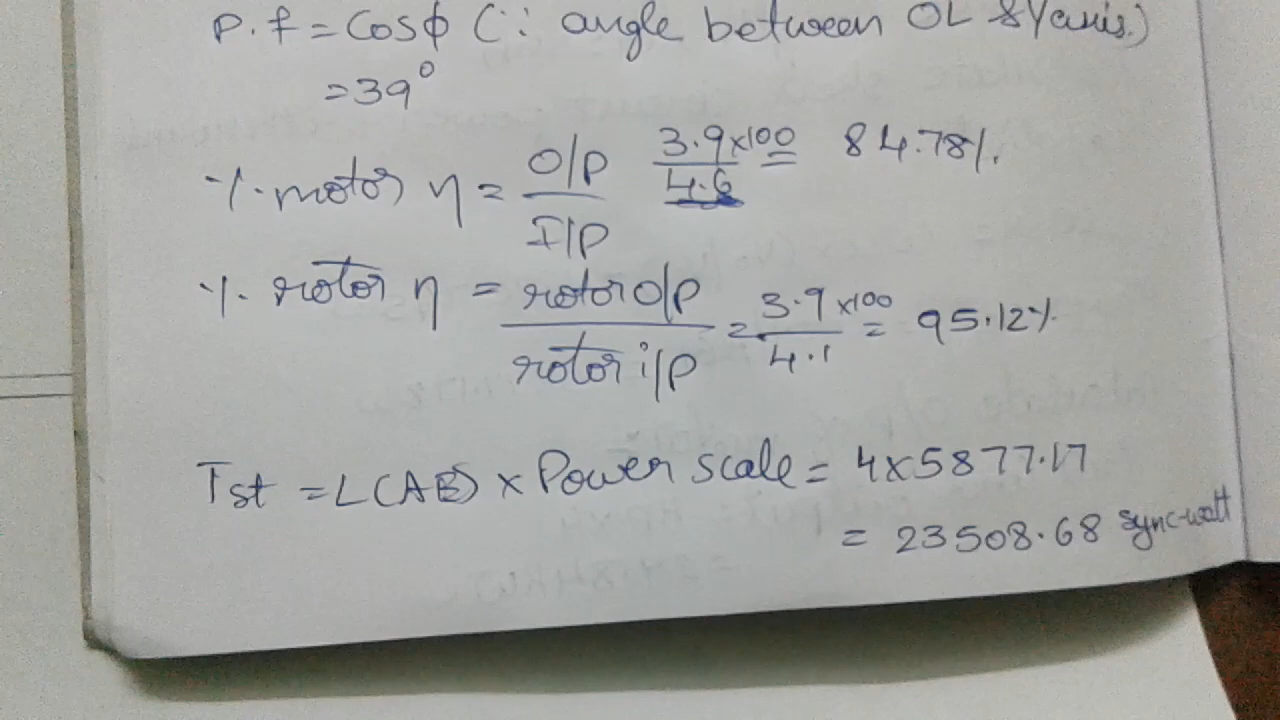 P.f = Cosϕ (∵ angle between OL & Y axis.)
= 39°
% motor η = O/P / I/P 3.9×100 / 4.6 = 84.78%
% rotor η = rotor O/P / rotor i/P = 3.9×100 / 4.1 = 95.12%
Tst = L(AE) × Power scale = 4×5877.17
= 23508.68 sync-watt